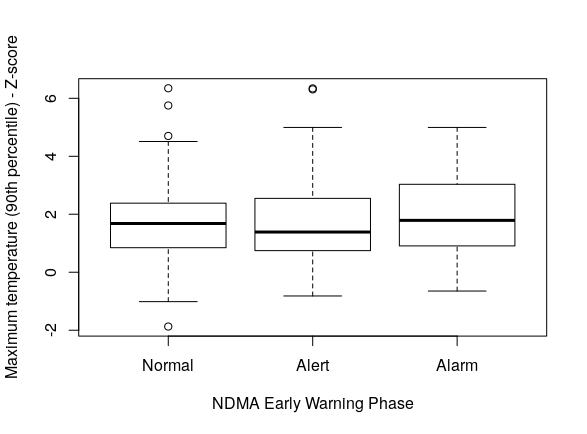 Maximum temperature (90th percentile) - Z-score
6
4
2
0
-2
Normal Alert Alarm
NDMA Early Warning Phase